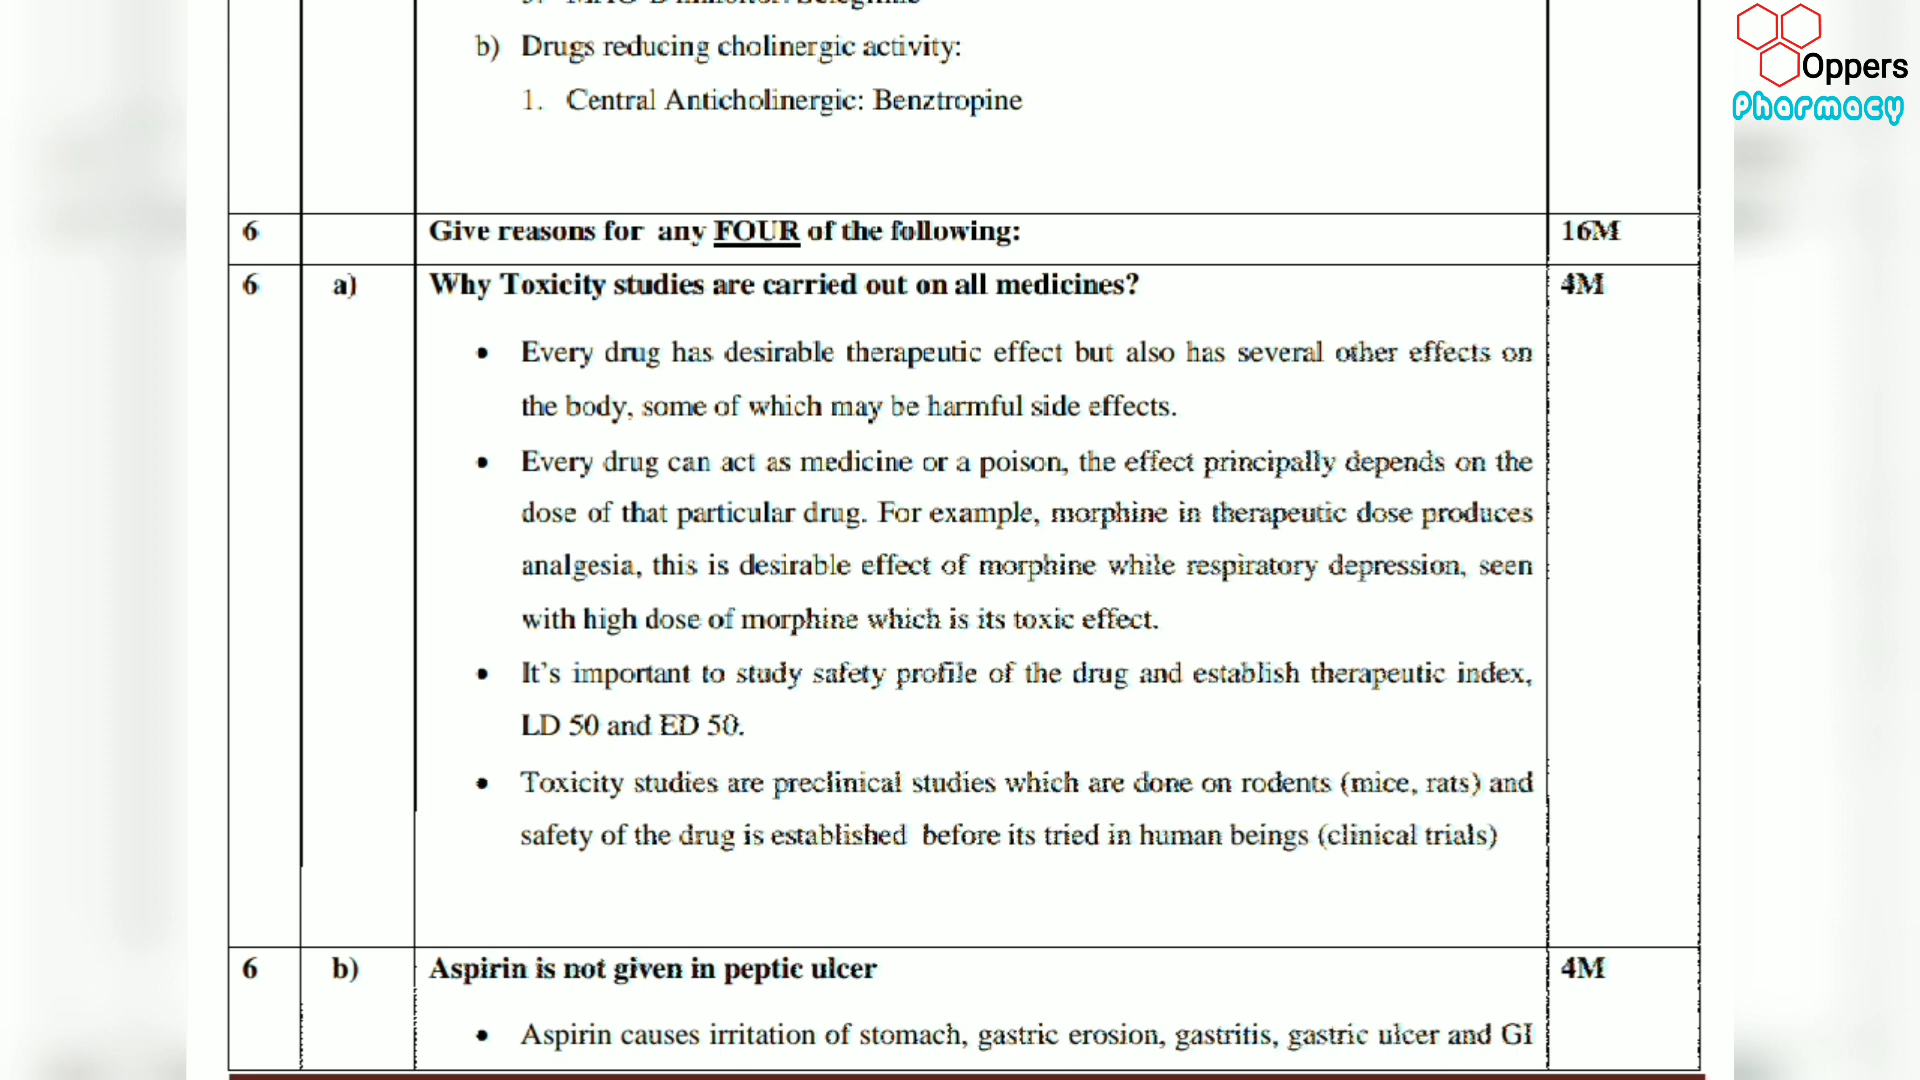 b) Drugs reducing cholinergic activity:
1. Central Anticholinergic: Benztropine
Oppers
Pharmacy
6 Give reasons for any FOUR of the following: 16M
6 a) Why Toxicity studies are carried out on all medicines? 4M
• Every drug has desirable therapeutic effect but also has several other effects on
the body, some of which may be harmful side effects.
• Every drug can act as medicine or a poison, the effect principally depends on the
dose of that particular drug. For example, morphine in therapeutic dose produces
analgesia, this is desirable effect of morphine while respiratory depression, seen
with high dose of morphine which is its toxic effect.
• It’s important to study safety profile of the drug and establish therapeutic index,
LD 50 and ED 50.
• Toxicity studies are preclinical studies which are done on rodents (mice, rats) and
safety of the drug is established before its tried in human beings (clinical trials)
6 b) Aspirin is not given in peptic ulcer 4M
• Aspirin causes irritation of stomach, gastric erosion, gastritis, gastric ulcer and GI